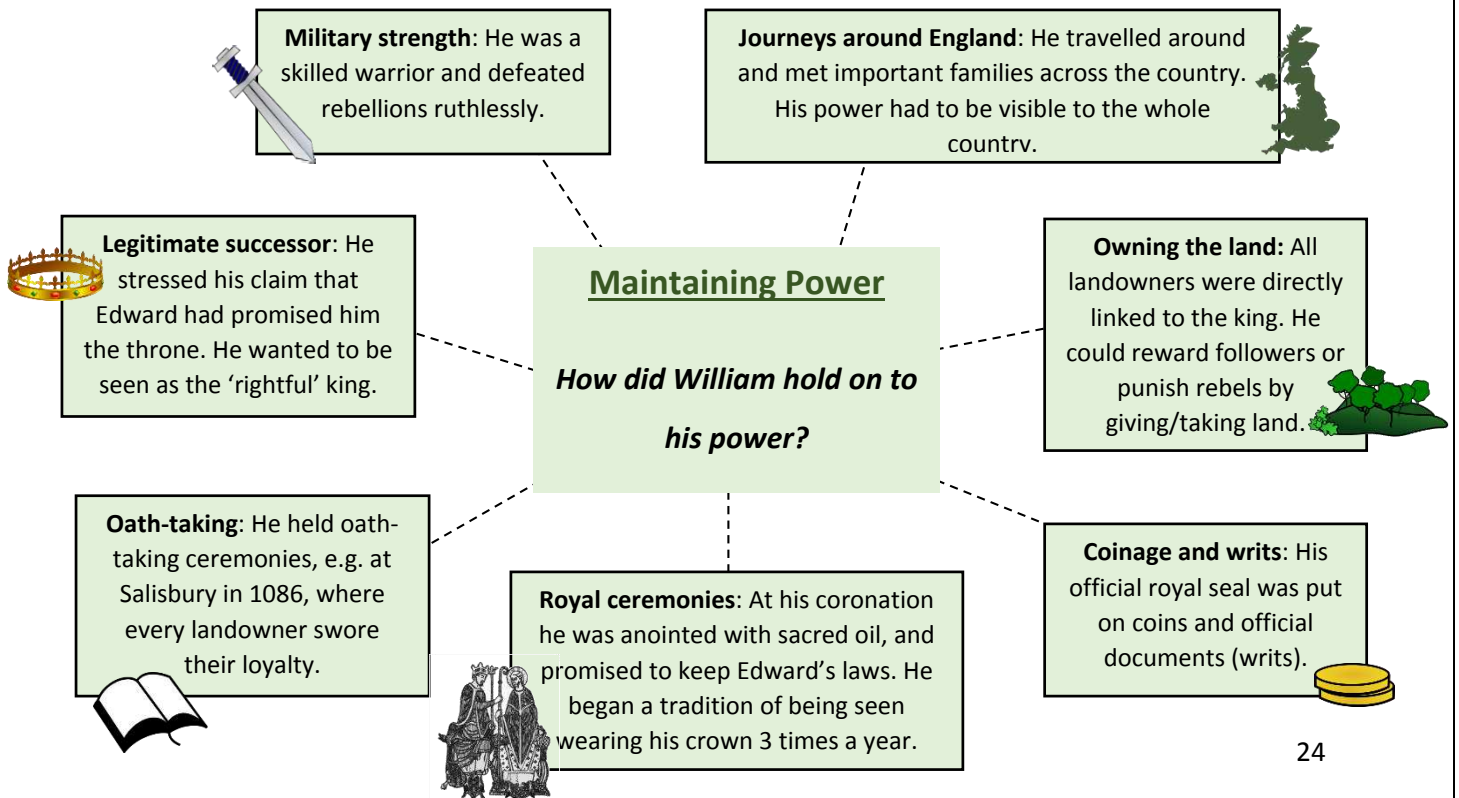 Military strength: He was a
skilled warrior and defeated
rebellions ruthlessly.
Journeys around England: He travelled around
and met important families across the country.
His power had to be visible to the whole
country.
Legitimate successor: He
stressed his claim that
Edward had promised him
the throne. He wanted to be
seen as the ‘rightful’ king.
Maintaining Power
How did William hold on to
his power?
Owning the land: All
landowners were directly
linked to the king. He
could reward followers or
punish rebels by
giving/taking land.
Oath-taking: He held oath-
taking ceremonies, e.g. at
Salisbury in 1086, where
every landowner swore
their loyalty.
Royal ceremonies: At his coronation
he was anointed with sacred oil, and
promised to keep Edward’s laws. He
began a tradition of being seen
wearing his crown 3 times a year.
Coinage and writs: His
official royal seal was put
on coins and official
documents (writs).
24